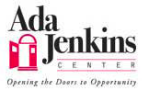 Ada
Jenkins
CENTER
Opening the Doors to Opportunity